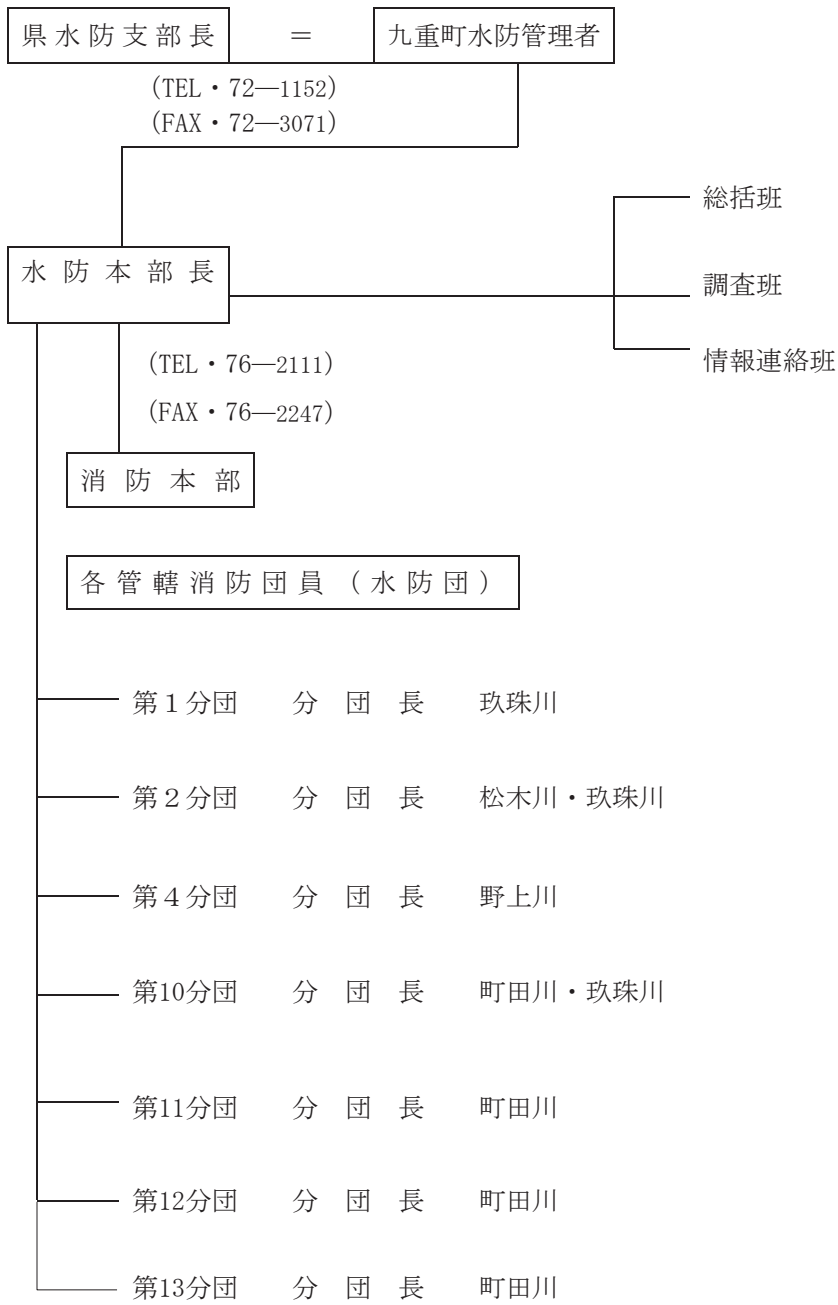 県水防支部長 ＝ 九重町水防管理者
(TEL・72―1152)
(FAX・72―3071)
総括班
水防本部長
調査班
情報連絡班
(TEL・76―2111)
(FAX・76―2247)
消防本部
各管轄消防団員（水防団）
第１分団 分団長 玖珠川
第２分団 分団長 松木川・玖珠川
第４分団 分団長 野上川
第10分団 分団長 町田川・玖珠川
第11分団 分団長 町田川
第12分団 分団長 町田川
第13分団 分団長 町田川